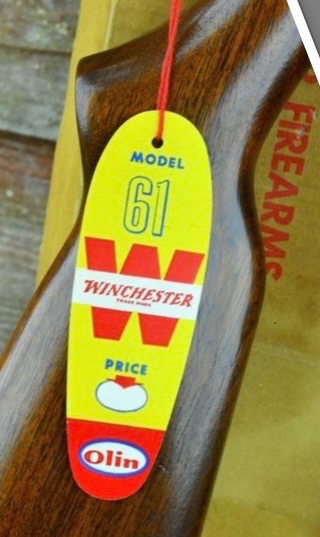 MODEL
61
WINCHESTER
TRADE MARK
PRICE
Olin
FIREARMS